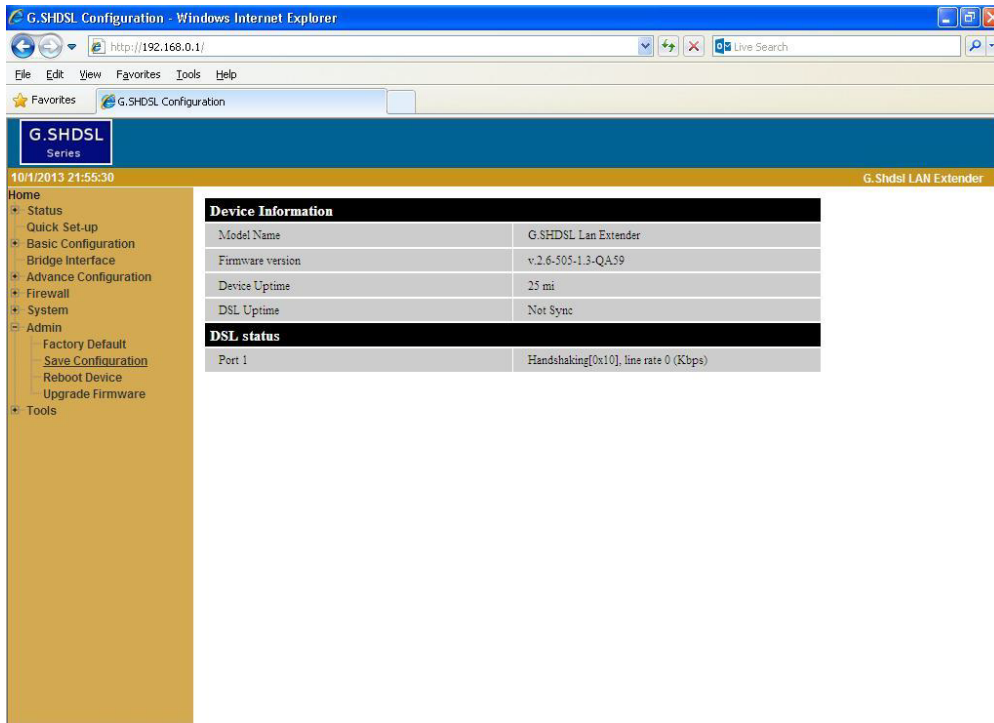 G.SHDSL Configuration - Windows Internet Explorer
http://192.168.0.1/
Live Search
File Edit View Favorites Tools Help
Favorites
G.SHDSL Configuration
G.SHDSL
Series
10/1/2013 21:55:30
G.Shdsl LAN Extender
Home
Status
Quick Set-up
Basic Configuration
Bridge Interface
Advance Configuration
Firewall
System
Admin
Factory Default
Save Configuration
Reboot Device
Upgrade Firmware
Tools
Device Information
Model Name G.SHDSL Lan Extender
Firmware version v.2.6-505-1.3-QA59
Device Uptime 25 mi
DSL Uptime Not Sync
DSL status
Port 1 Handshaking[0x10], line rate 0 (Kbps)